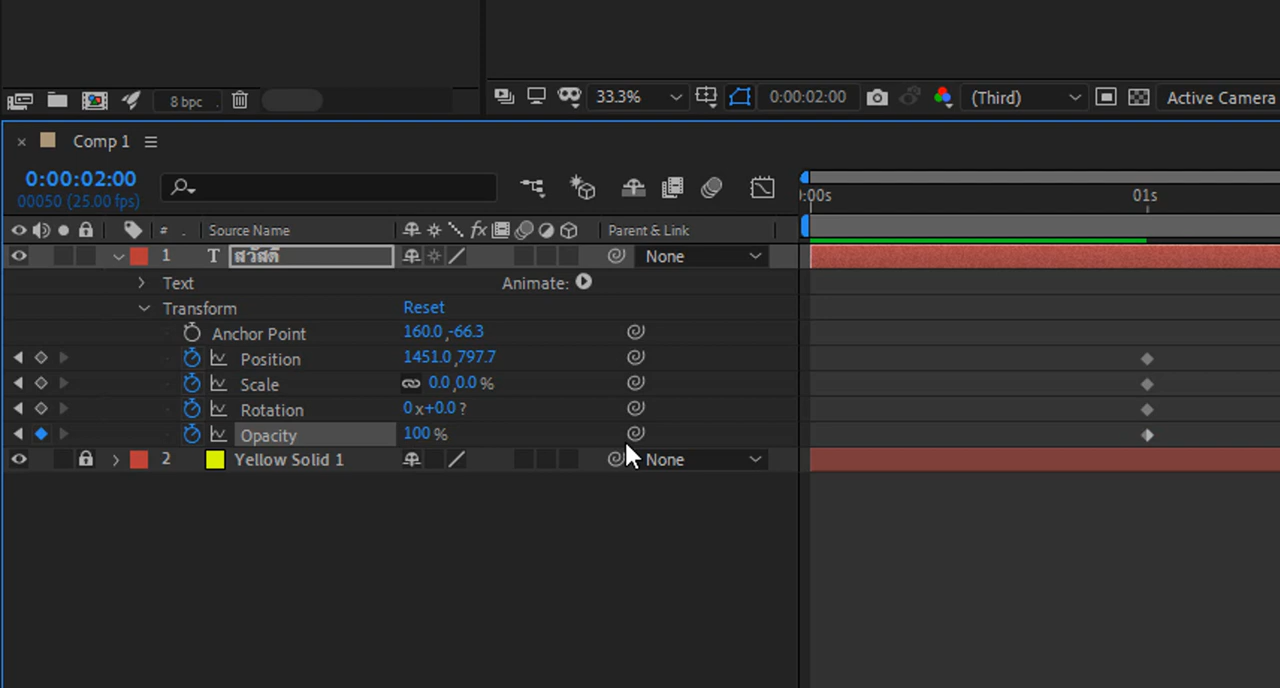 8 bpc
33.3%
0:00:02:00
(Third)
Active Camera
Comp 1
0:00:02:00
00050 (25.00 fps)
:00s
01s
#
.
Source Name
fx
Parent & Link
1
T
สวัสดี
None
Text
Animate:
Transform
Reset
Anchor Point
160.0,-66.3
Position
1451.0,797.7
Scale
0.0,0.0 %
Rotation
0 x+0.0 ?
Opacity
100 %
2
Yellow Solid 1
None